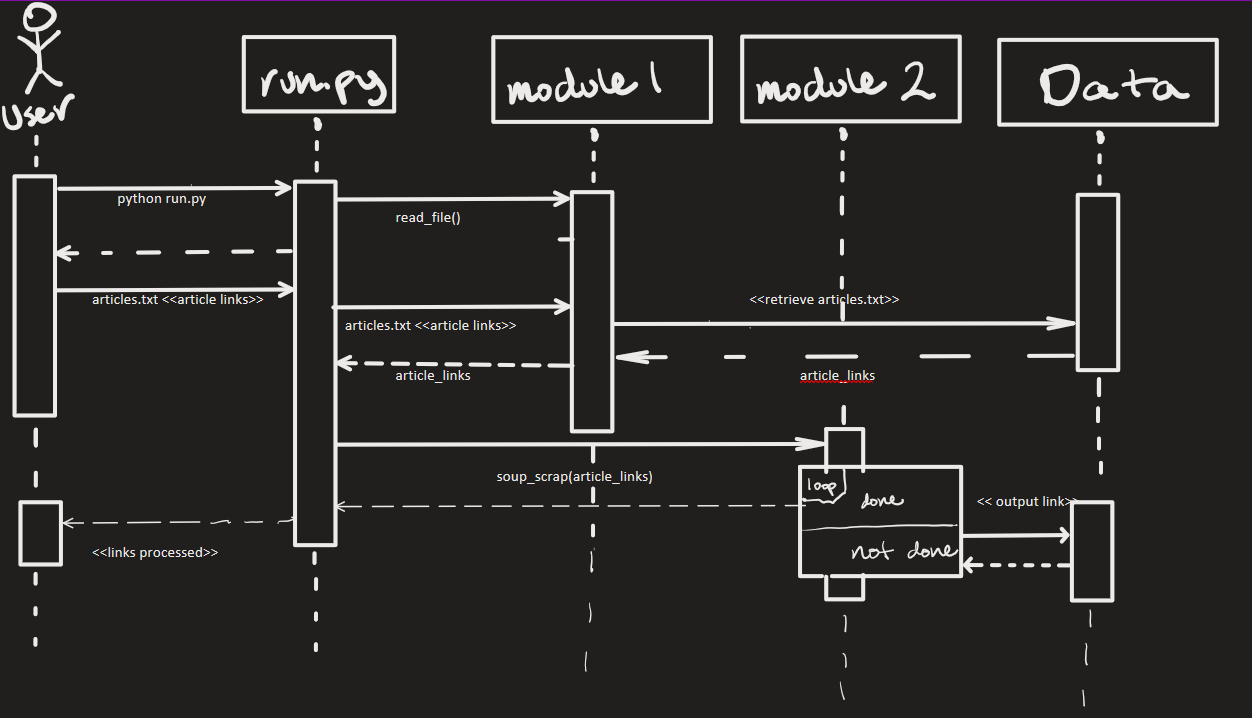 User
run.py
module 1
module 2
Data
python run.py
read_file()
articles.txt <<article links>>
<<retrieve articles.txt>>
articles.txt <<article links>>
article_links
article_links
soup_scrap(article_links)
loop
done
<< output link>>
not done
<<links processed>>